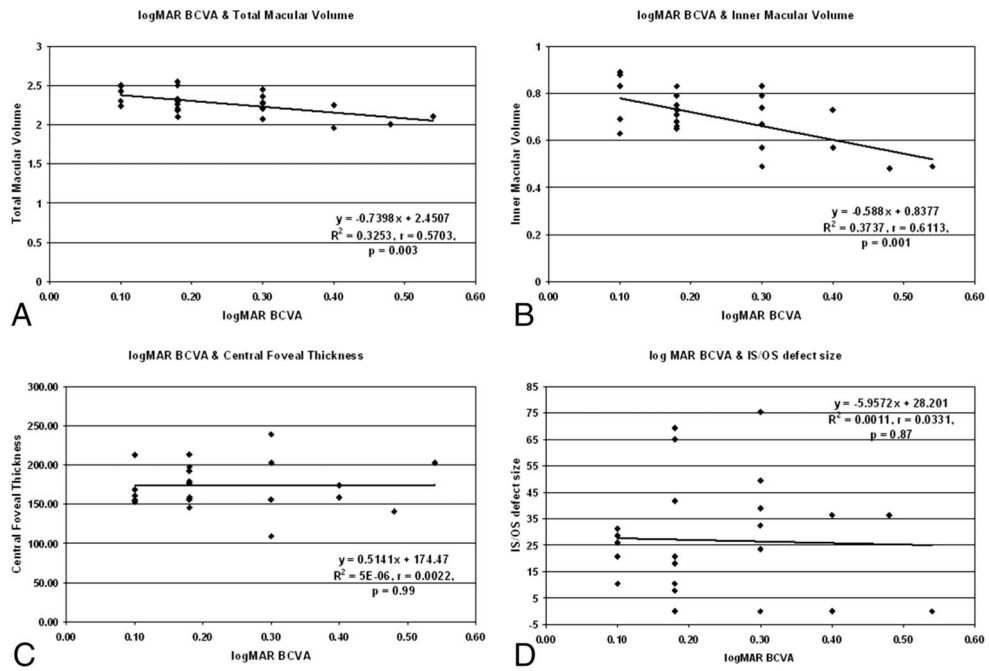 logMAR BCVA & Total Macular Volume
3
2.5
2
1.5
1
0.5
0
Total Macular Volume
y = -0.7398x + 2.4507
R² = 0.3253, r = 0.5703,
p = 0.003
0.00 0.10 0.20 0.30 0.40 0.50 0.60
logMAR BCVA
A
logMAR BCVA & Inner Macular Volume
1
0.8
0.6
0.4
0.2
0
Inner Macular Volume
y = -0.588x + 0.8377
R² = 0.3737, r = 0.6113,
p = 0.001
0.00 0.10 0.20 0.30 0.40 0.50 0.60
logMAR BCVA
B
logMAR BCVA & Central Foveal Thickness
300.00
250.00
200.00
150.00
100.00
50.00
0.00
Central Foveal Thickness
y = 0.5141x + 174.47
R² = 5E-06, r = 0.0022,
p = 0.99
0.00 0.10 0.20 0.30 0.40 0.50 0.60
logMAR BCVA
C
log MAR BCVA & IS/OS defect size
85
75
65
55
45
35
25
15
5
-5
IS/OS defect size
y = -5.9572x + 28.201
R² = 0.0011, r = 0.0331,
p = 0.87
0.00 0.10 0.20 0.30 0.40 0.50 0.60
logMAR BCVA
D